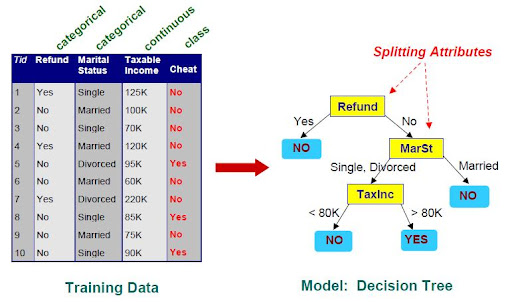 categorical
categorical
continuous
class
Tid Refund Marital Status Taxable Income Cheat
1 Yes Single 125K No
2 No Married 100K No
3 No Single 70K No
4 Yes Married 120K No
5 No Divorced 95K Yes
6 No Married 60K No
7 Yes Divorced 220K No
8 No Single 85K Yes
9 No Married 75K No
10 No Single 90K Yes
Training Data
Splitting Attributes
Refund
Yes No
NO MarSt
Single, Divorced Married
TaxInc NO
< 80K > 80K
NO YES
Model: Decision Tree